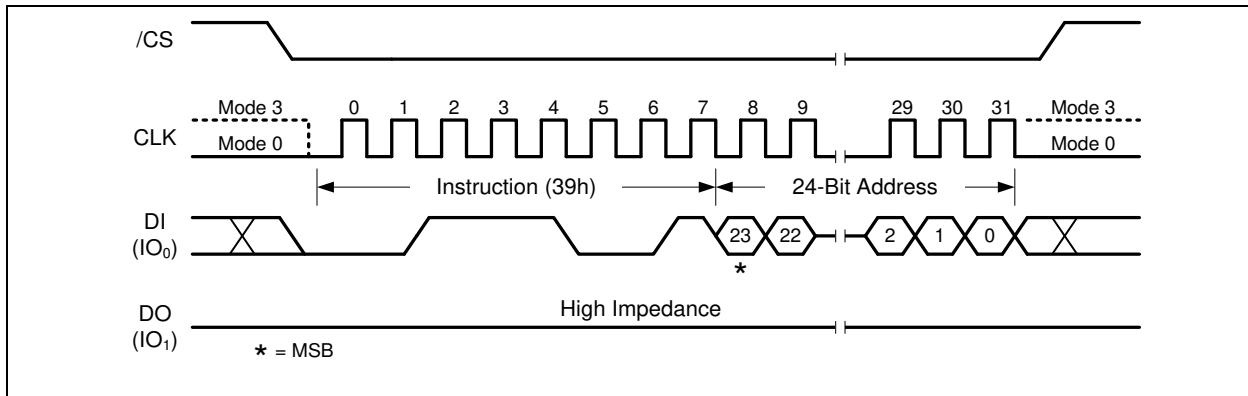 /CS
Mode 3 0 1 2 3 4 5 6 7 8 9 29 30 31 Mode 3
CLK
Mode 0 Mode 0
Instruction (39h) 24-Bit Address
DI
(IO₀)
23 22 2 1 0
*
High Impedance
DO
(IO₁)
* = MSB